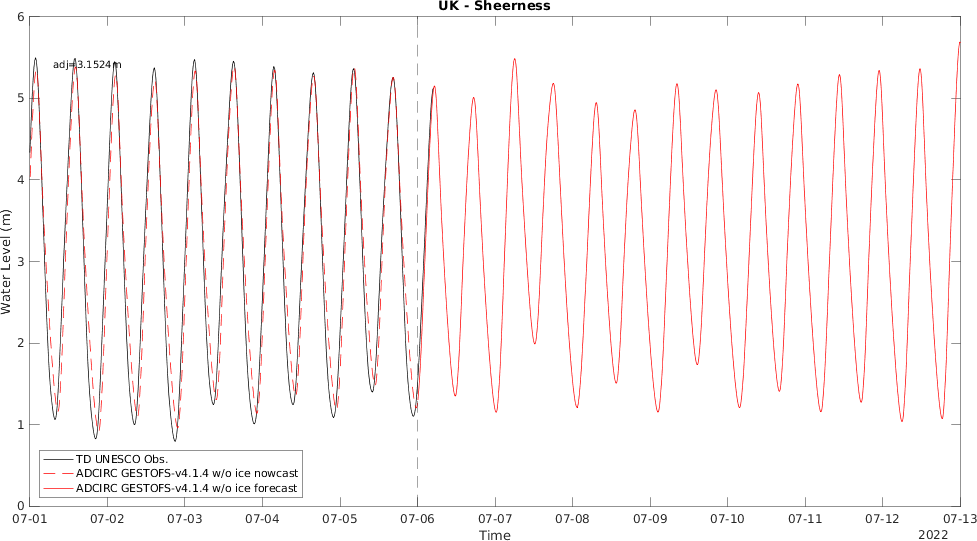 UK - Sheerness
6
adj=3.1524 m
5
4
3
2
1
0
Water Level (m)
TD UNESCO Obs.
ADCIRC GESTOFS-v4.1.4 w/o ice nowcast
ADCIRC GESTOFS-v4.1.4 w/o ice forecast
07-01 07-02 07-03 07-04 07-05 07-06 07-07 07-08 07-09 07-10 07-11 07-12 07-13
Time
2022